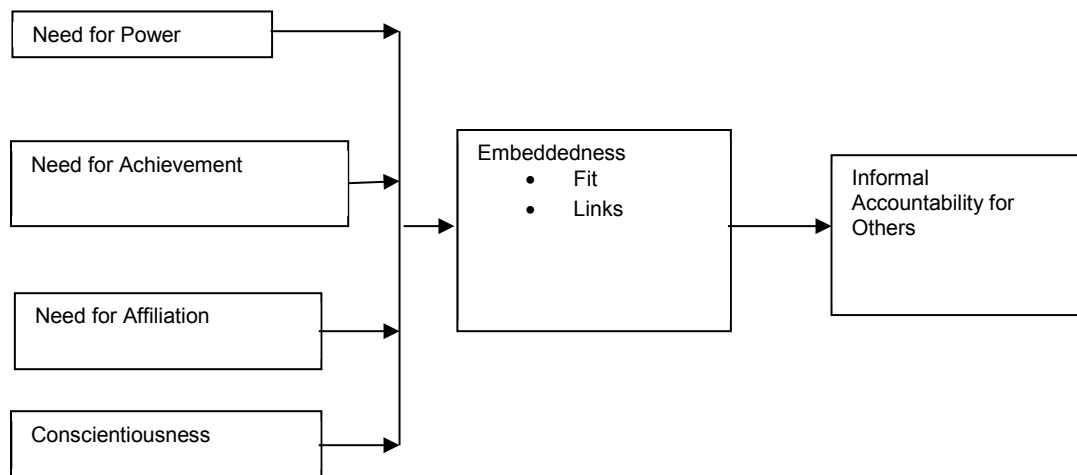 Need for Power
Need for Achievement
Need for Affiliation
Conscientiousness
Embeddedness
• Fit
• Links
Informal
Accountability for
Others